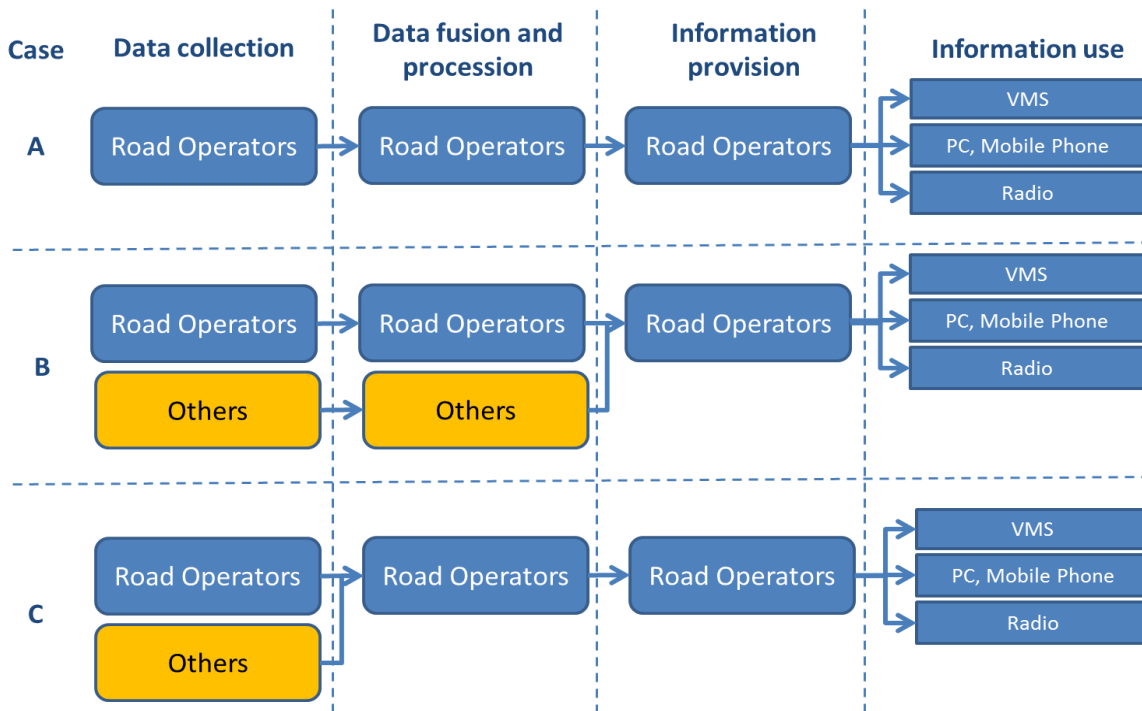 Case
Data collection
Data fusion and
procession
Information
provision
Information use
A
Road Operators
Road Operators
Road Operators
VMS
PC, Mobile Phone
Radio
B
Road Operators
Road Operators
Road Operators
Others
Others
VMS
PC, Mobile Phone
Radio
C
Road Operators
Road Operators
Road Operators
Others
VMS
PC, Mobile Phone
Radio